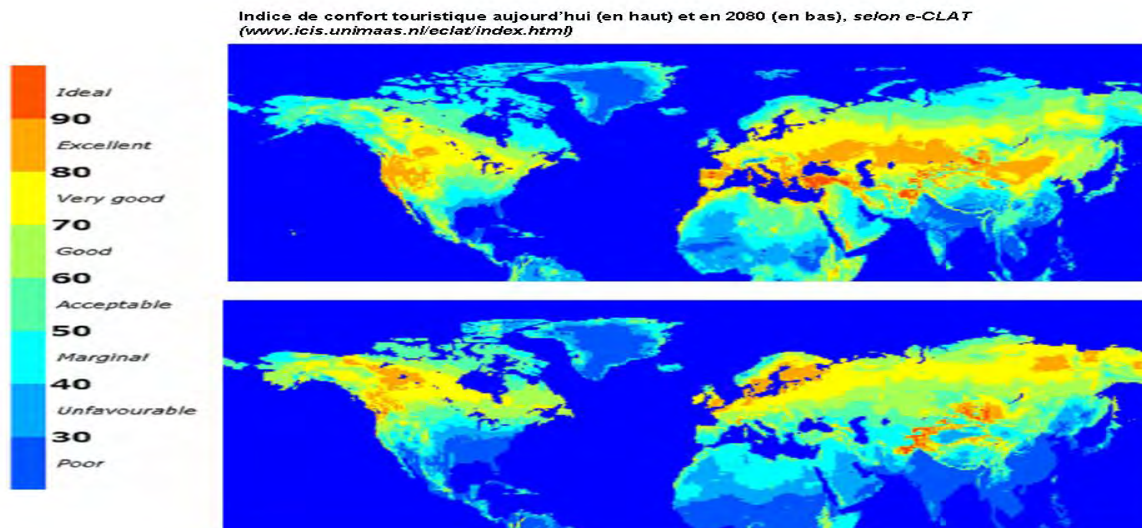 Indice de confort touristique aujourd'hui (en haut) et en 2080 (en bas), selon e-CLAT
(www.icis.unimaas.nl/eclat/index.html)
Ideal
90
Excellent
80
Very good
70
Good
60
Acceptable
50
Marginal
40
Unfavourable
30
Poor